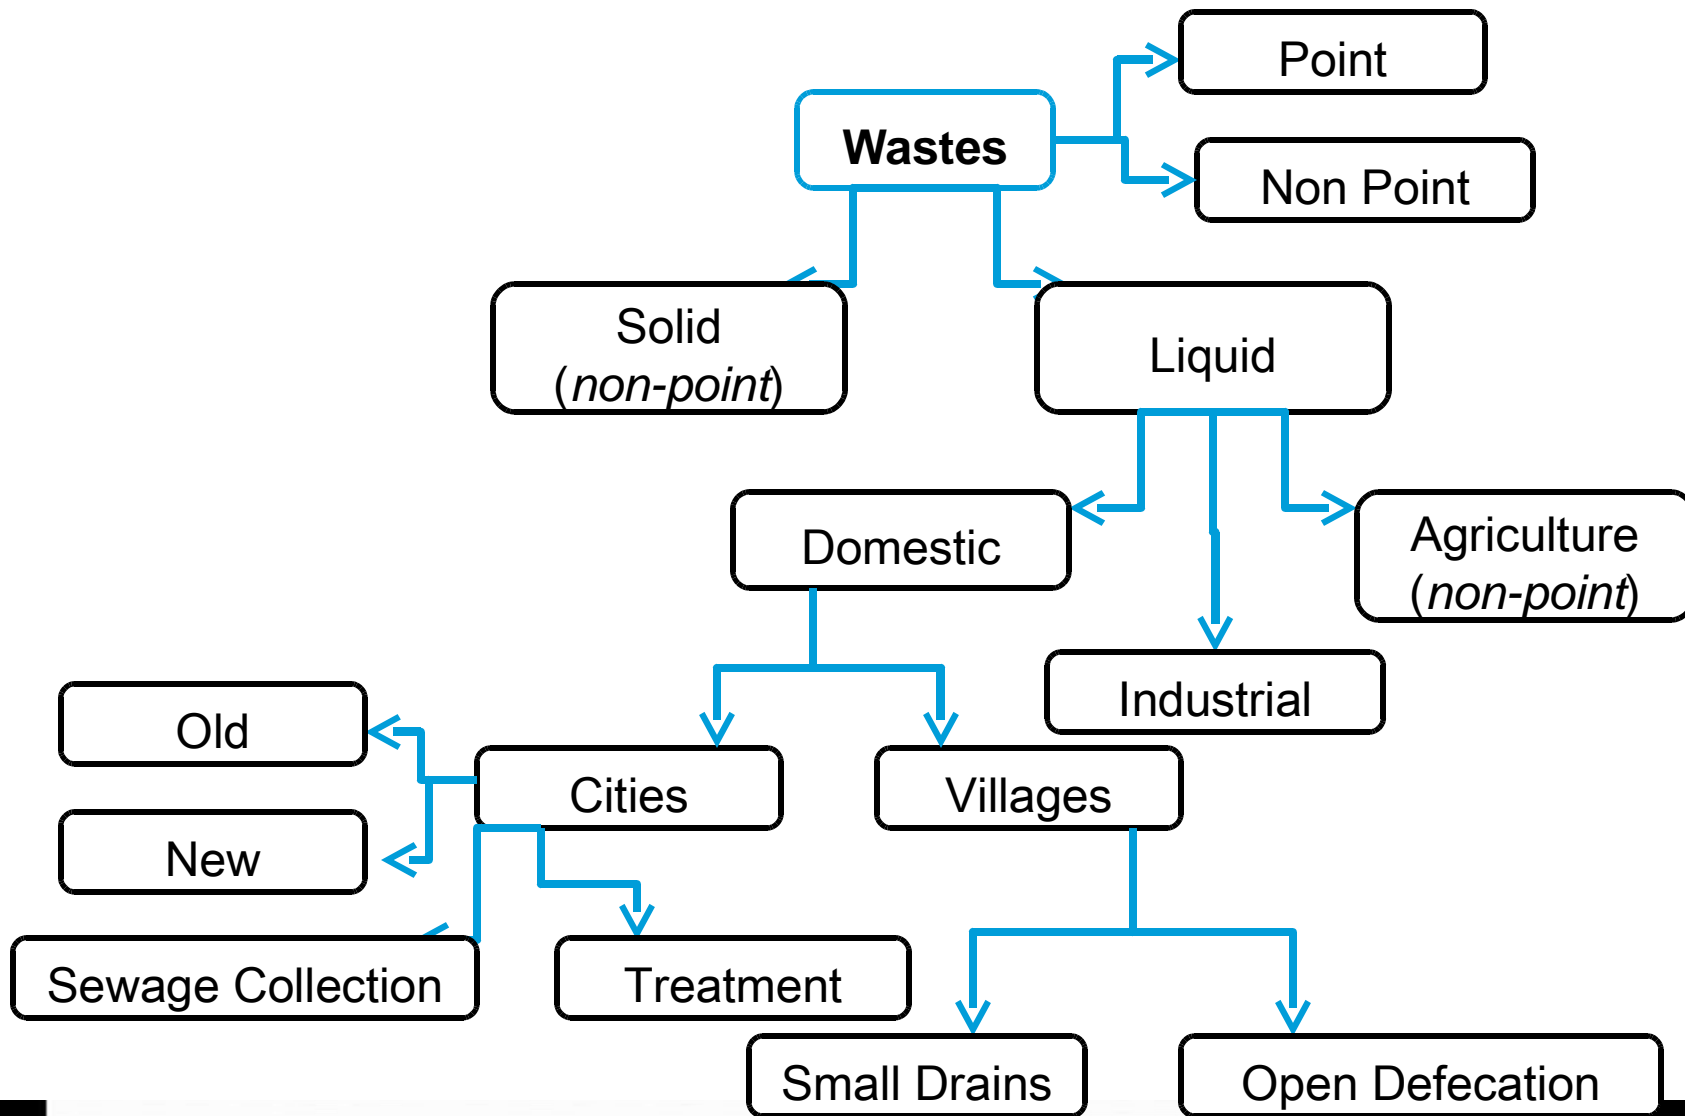 Point
Wastes
Non Point
Solid
(non-point)
Liquid
Domestic
Agriculture
(non-point)
Industrial
Old
Cities
Villages
New
Sewage Collection
Treatment
Small Drains
Open Defecation